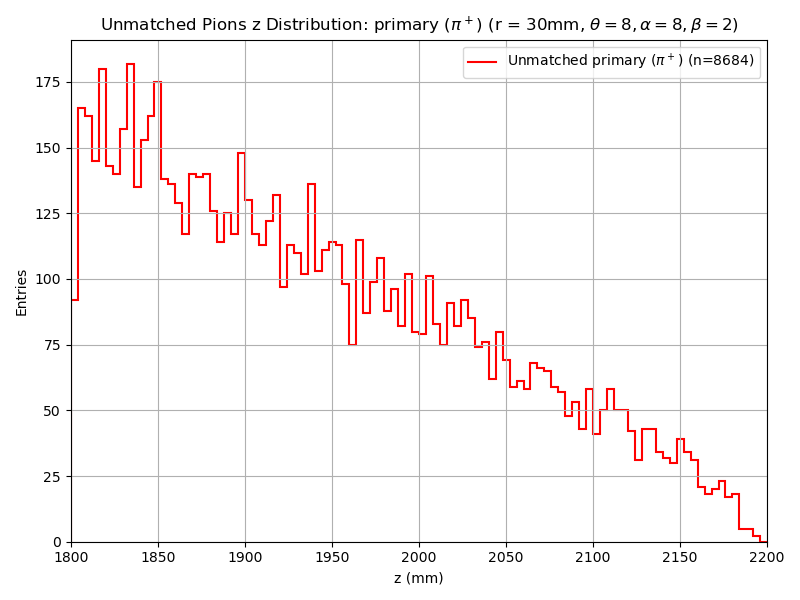 Unmatched Pions z Distribution: primary (π⁺) (r = 30mm, θ = 8, α = 8, β = 2)
Unmatched primary (π⁺) (n=8684)
Entries
175
150
125
100
75
50
25
0
1800 1850 1900 1950 2000 2050 2100 2150 2200
z (mm)